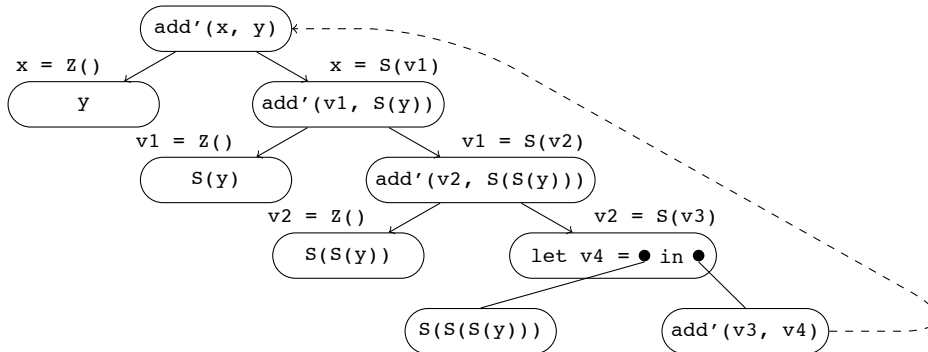 add’(x, y)
x = Z()
x = S(v1)
y
add’(v1, S(y))
v1 = Z()
v1 = S(v2)
S(y)
add’(v2, S(S(y)))
v2 = Z()
v2 = S(v3)
S(S(y))
let v4 = ● in ●
S(S(S(y)))
add’(v3, v4)